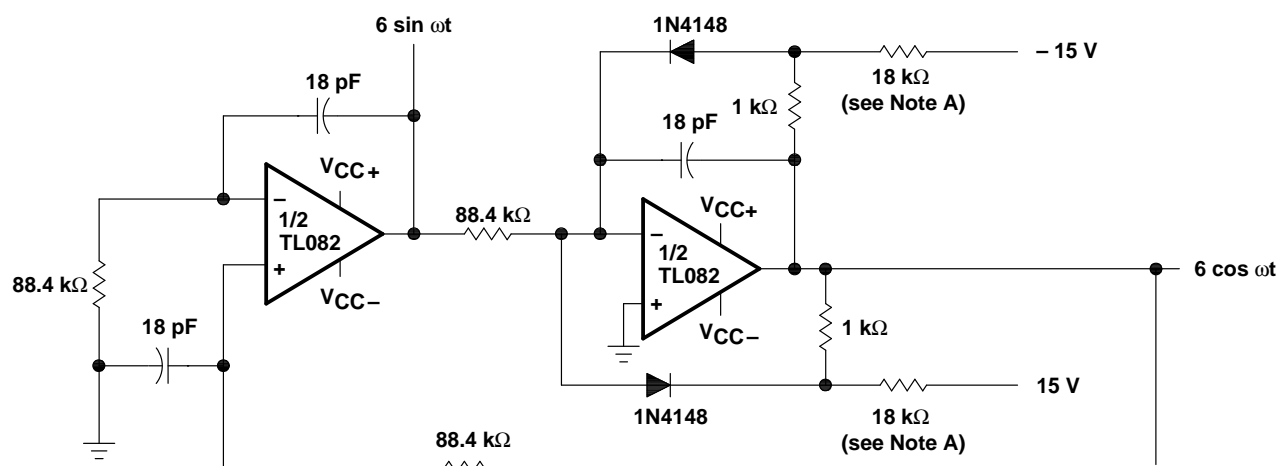 6 sin ωt
1N4148
– 15 V
18 kΩ
(see Note A)
18 pF
1 kΩ
18 pF
VCC+
–
1/2
TL082
+
VCC–
88.4 kΩ
88.4 kΩ
VCC+
–
1/2
TL082
+
VCC–
6 cos ωt
18 pF
1 kΩ
1N4148
15 V
18 kΩ
(see Note A)
88.4 kΩ